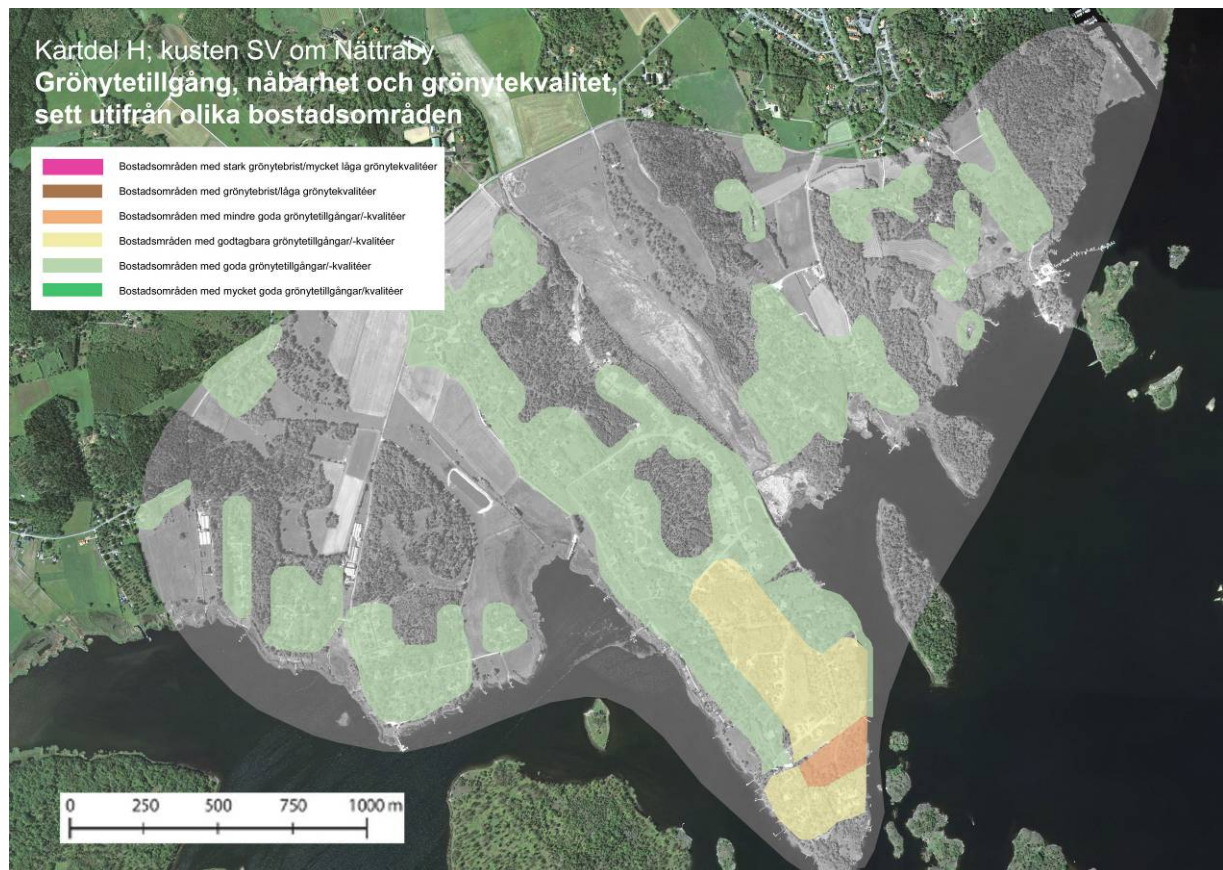 Kartdel H; kusten SV om Nättraby
Grönytetillgång, nåbarhet och grönytekvalitet,
sett utifrån olika bostadsområden
Bostadsområden med stark grönytebrist/mycket låga grönytekvalitéer
Bostadsområden med grönytebrist/låga grönytekvalitéer
Bostadsområden med mindre goda grönytetillgångar/-kvalitéer
Bostadsmråden med godtagbara grönytetillgångar/-kvalitéer
Bostadsområden med goda grönytetillgångar/-kvalitéer
Bostadsområden med mycket goda grönytetillgångar/kvalitéer
0 250 500 750 1000 m